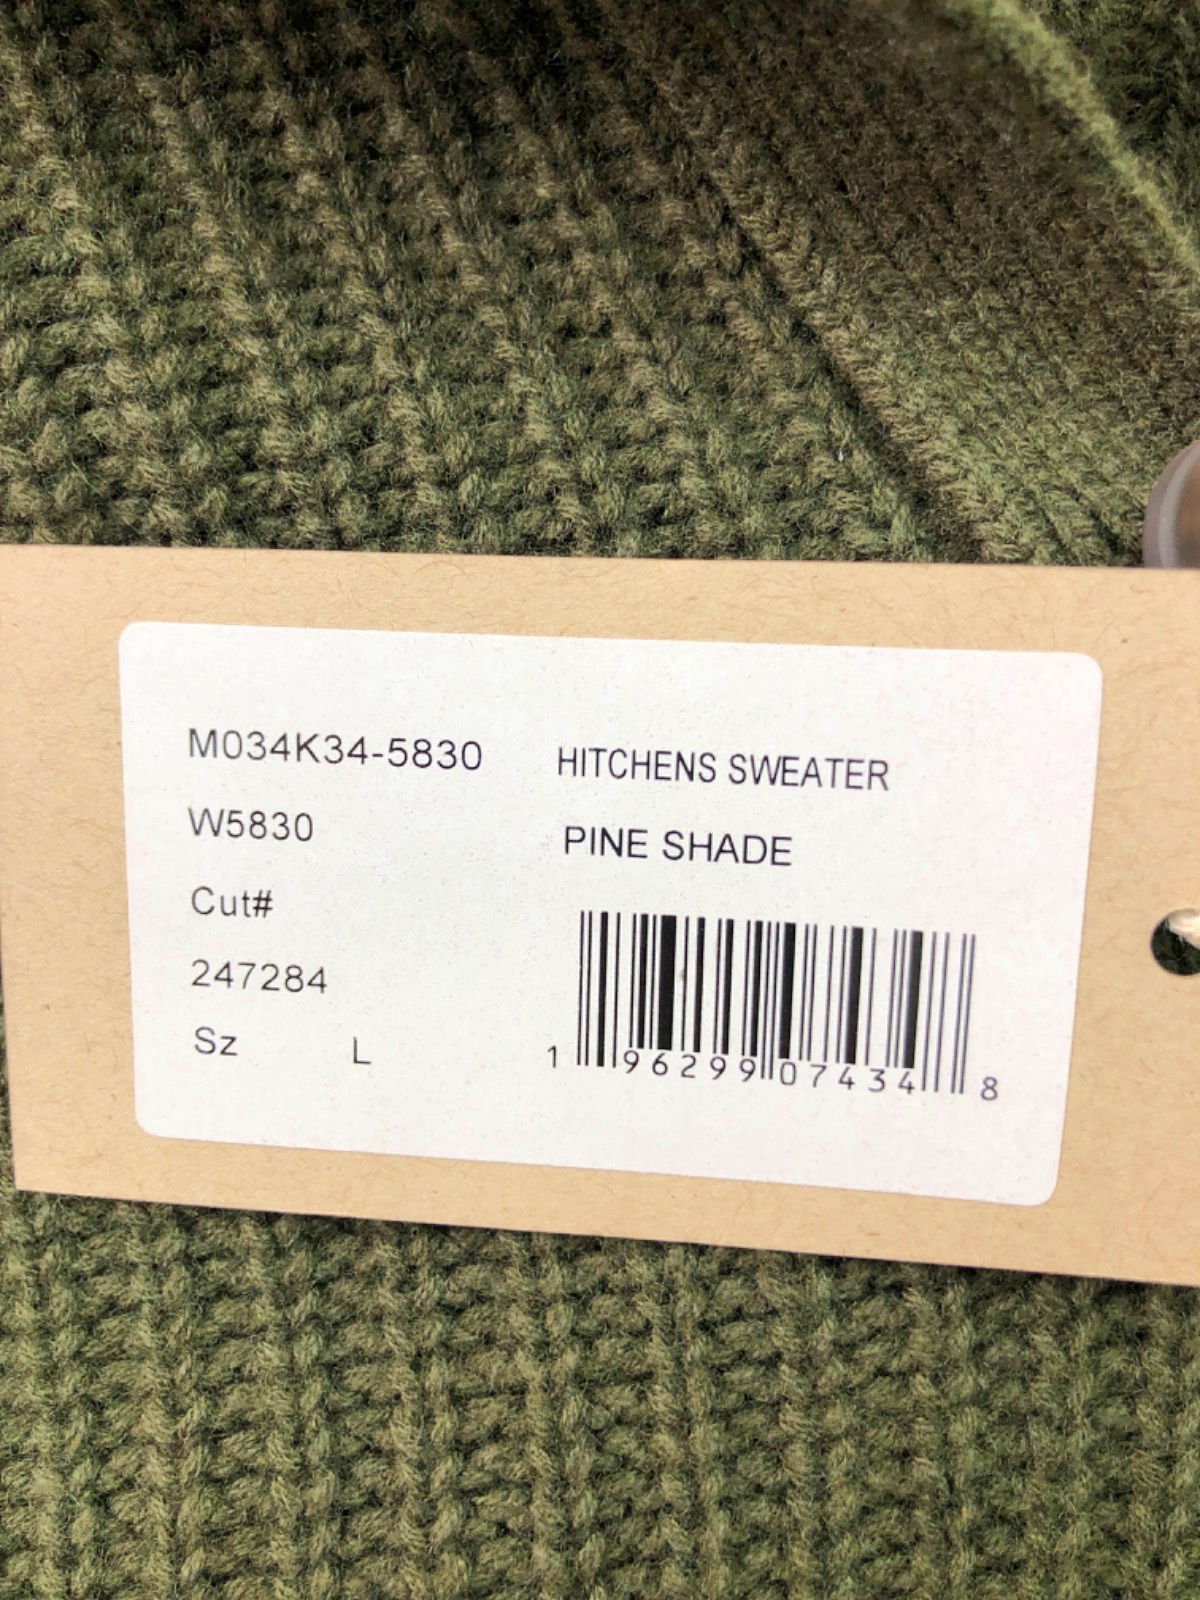 M034K34-5830
HITCHENS SWEATER
W5830
PINE SHADE
Cut#
247284
Sz L
1 96299 07434 8